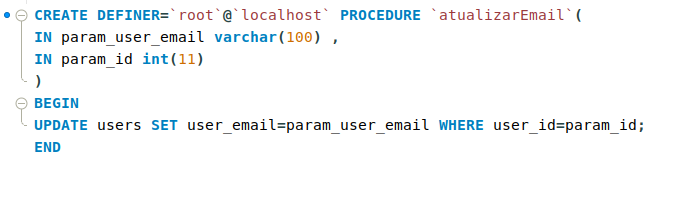 CREATE DEFINER=`root`@`localhost` PROCEDURE `atualizarEmail`(
IN param_user_email varchar(100) ,
IN param_id int(11)
)
BEGIN
UPDATE users SET user_email=param_user_email WHERE user_id=param_id;
END